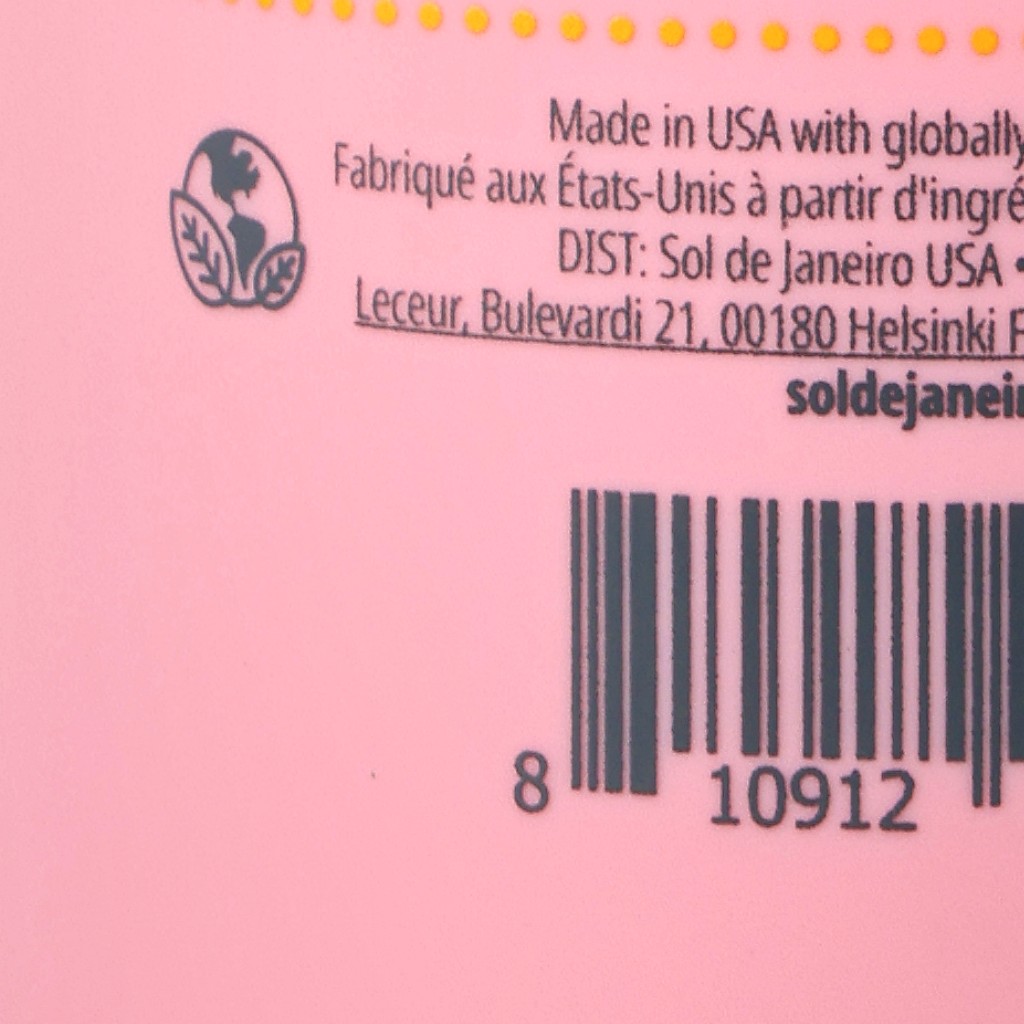 Made in USA with globally
Fabriqué aux États-Unis à partir d'ingré
DIST: Sol de Janeiro USA •
Leceur, Bulevardi 21, 00180 Helsinki F
soldejaneir
8 10912